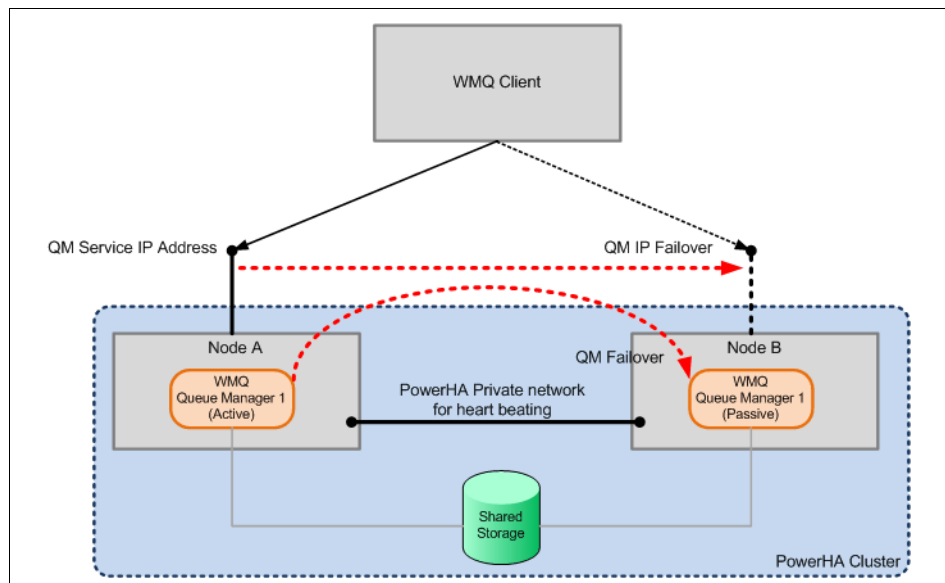 WMQ Client
QM Service IP Address
QM IP Failover
Node A
Node B
QM Failover
WMQ
Queue Manager 1
(Active)
PowerHA Private network
for heart beating
WMQ
Queue Manager 1
(Passive)
Shared
Storage
PowerHA Cluster